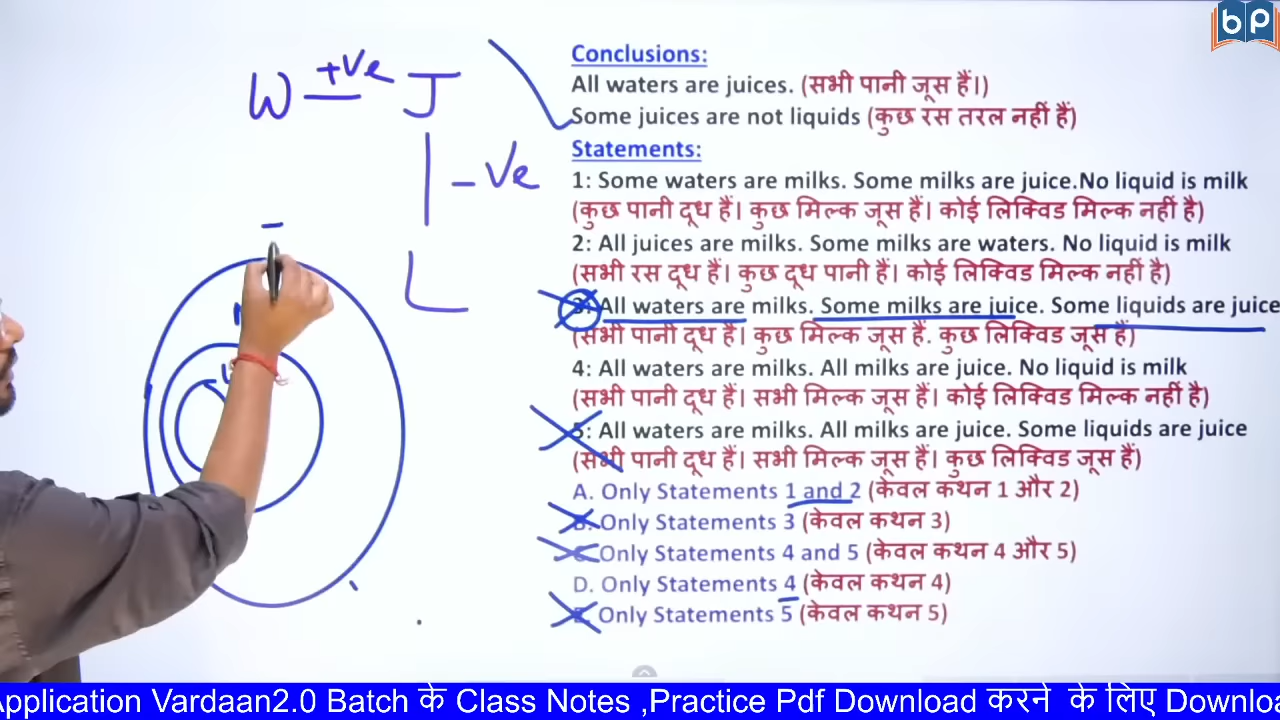 bp
W +ve J
-ve
L
Conclusions:
All waters are juices. (सभी पानी जूस हैं।)
Some juices are not liquids (कुछ रस तरल नहीं हैं)
Statements:
1: Some waters are milks. Some milks are juice.No liquid is milk
(कुछ पानी दूध हैं। कुछ मिल्क जूस हैं। कोई लिक्विड मिल्क नहीं है)
2: All juices are milks. Some milks are waters. No liquid is milk
(सभी रस दूध हैं। कुछ दूध पानी हैं। कोई लिक्विड मिल्क नहीं है)
3: All waters are milks. Some milks are juice. Some liquids are juice
(सभी पानी दूध हैं। कुछ मिल्क जूस हैं. कुछ लिक्विड जूस हैं)
4: All waters are milks. All milks are juice. No liquid is milk
(सभी पानी दूध हैं। सभी मिल्क जूस हैं। कोई लिक्विड मिल्क नहीं है)
5: All waters are milks. All milks are juice. Some liquids are juice
(सभी पानी दूध हैं। सभी मिल्क जूस हैं। कुछ लिक्विड जूस हैं)
A. Only Statements 1 and 2 (केवल कथन 1 और 2)
B. Only Statements 3 (केवल कथन 3)
C. Only Statements 4 and 5 (केवल कथन 4 और 5)
D. Only Statements 4 (केवल कथन 4)
E. Only Statements 5 (केवल कथन 5)
Application Vardaan2.0 Batch के Class Notes ,Practice Pdf Download करने के लिए